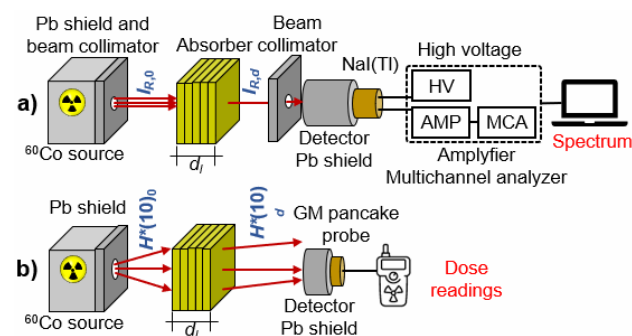 Pb shield and
beam collimator
Absorber
Beam
collimator
High voltage
NaI(Tl)
a)
I_R,0
I_R,d
HV
AMP
MCA
Spectrum
60Co source
d_l
Detector
Pb shield
Amplyfier
Multichannel analyzer
Pb shield
H*(10)_0
H*(10)_d
GM pancake
probe
b)
Dose
readings
60Co source
d_l
Detector
Pb shield